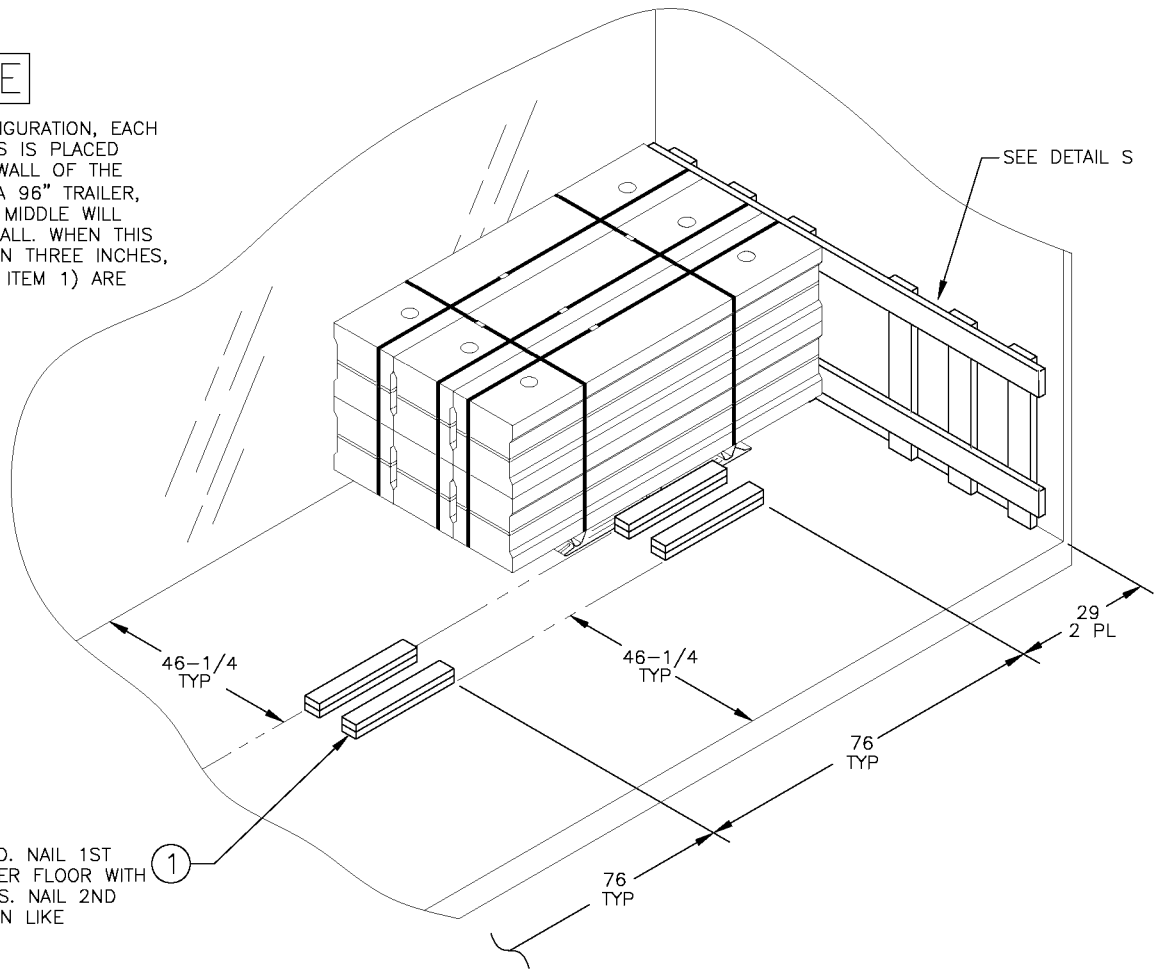 E
IGURATION, EACH
S IS PLACED
WALL OF THE
A 96" TRAILER,
MIDDLE WILL
ALL. WHEN THIS
N THREE INCHES,
ITEM 1) ARE
SEE DETAIL S
46-1/4
TYP
46-1/4
TYP
29
2 PL
76
TYP
76
TYP
1
O. NAIL 1ST
ER FLOOR WITH
S. NAIL 2ND
N LIKE